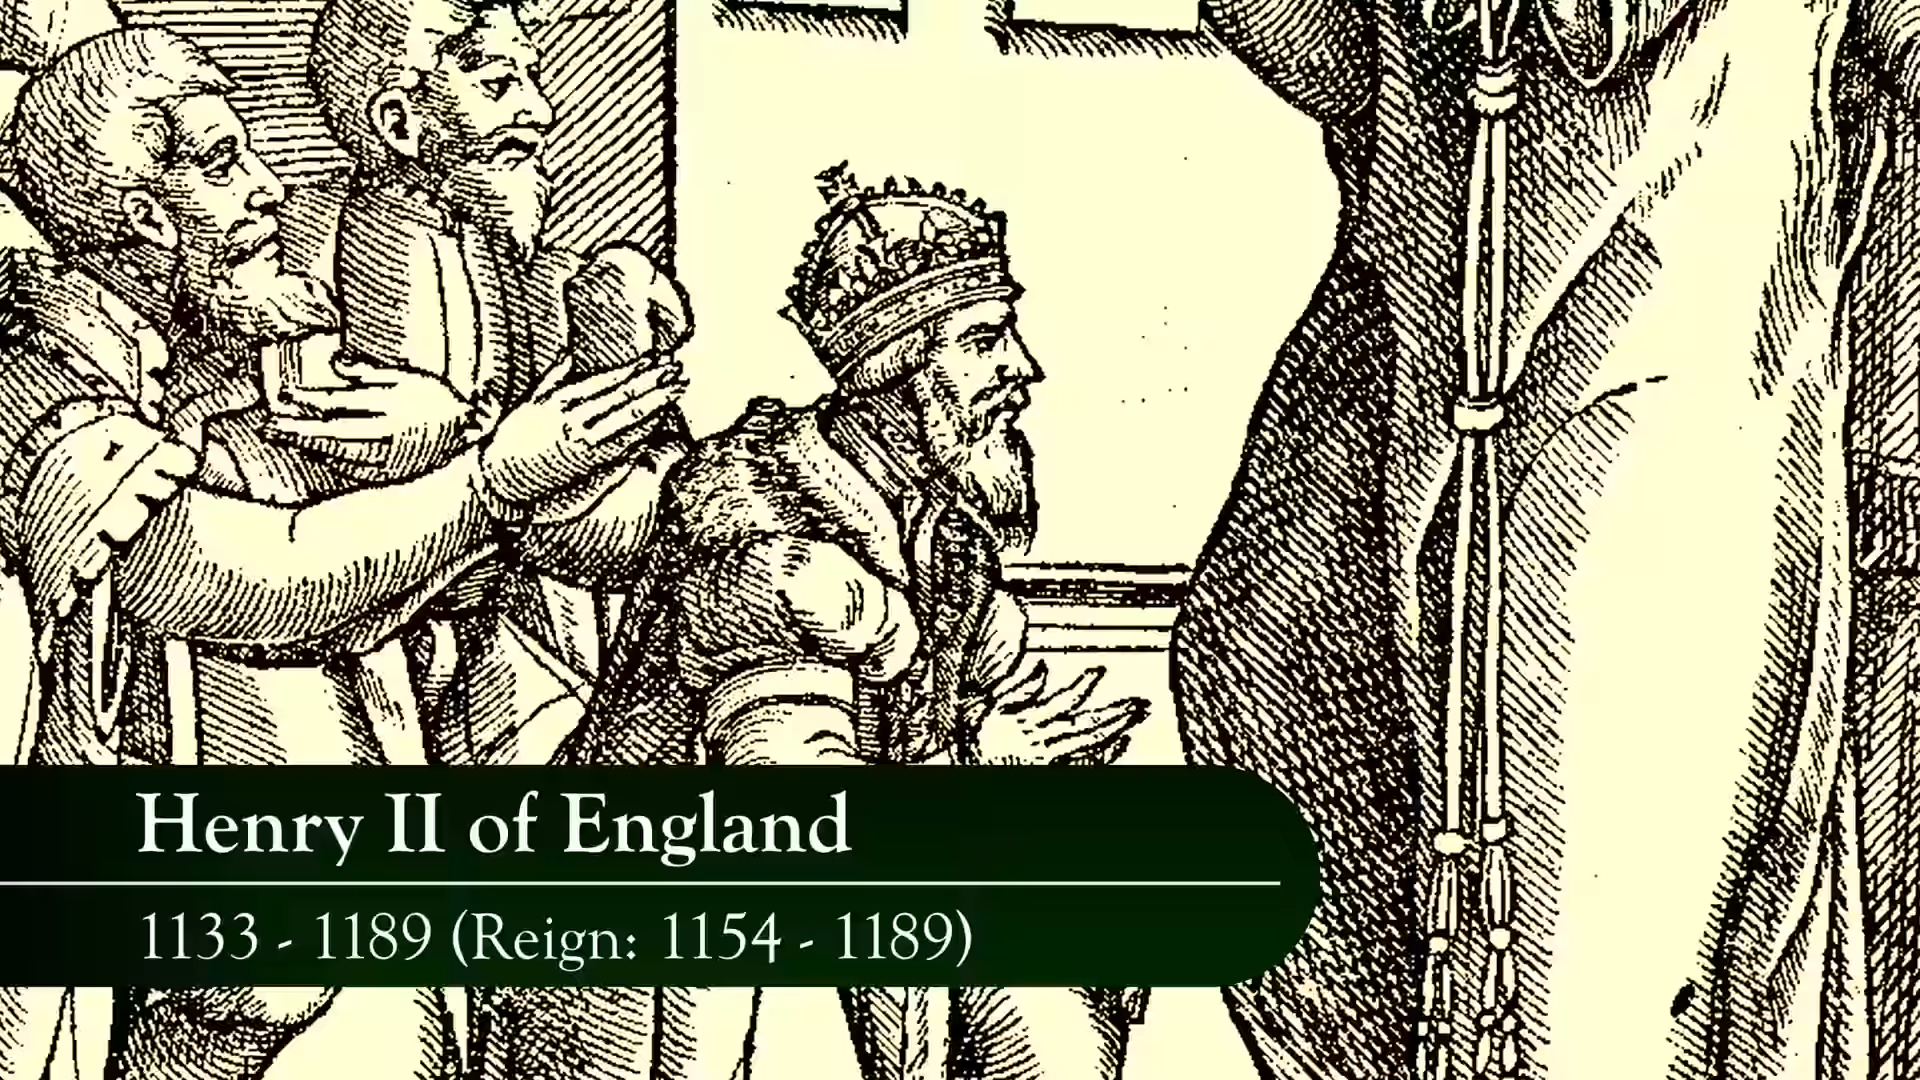 Henry II of England
1133 - 1189 (Reign: 1154 - 1189)